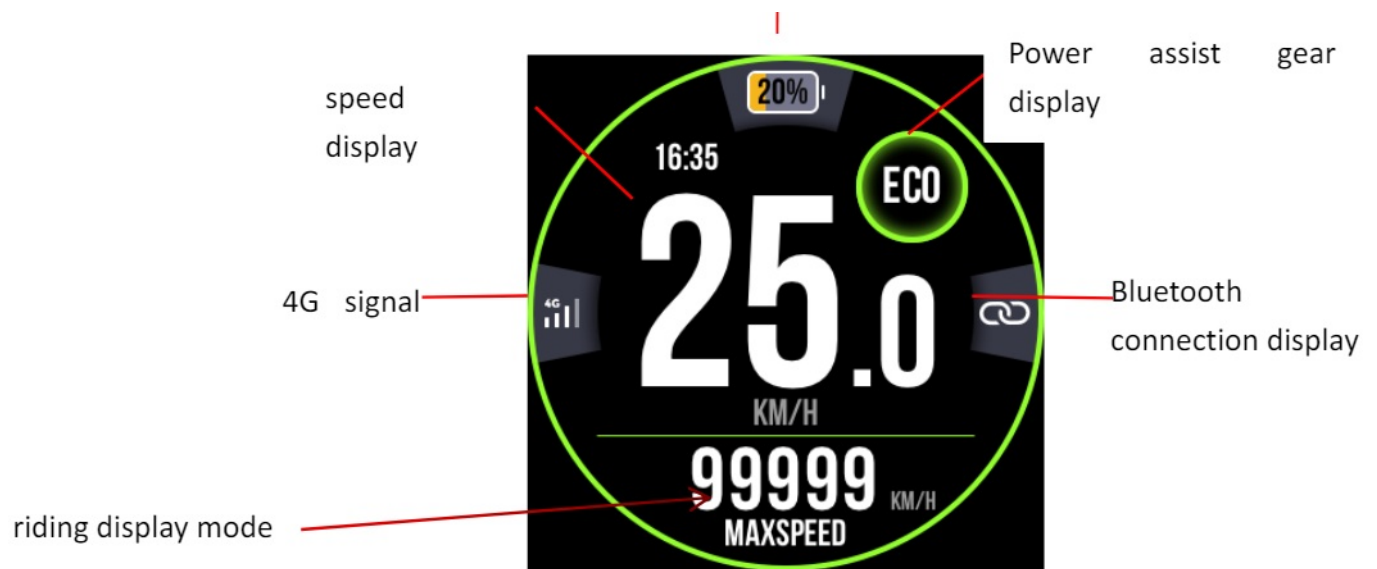 Power assist gear
display
speed
display
20%
16:35
ECO
25.0
4G signal
4G
Bluetooth
connection display
KM/H
99999 KM/H
MAXSPEED
riding display mode